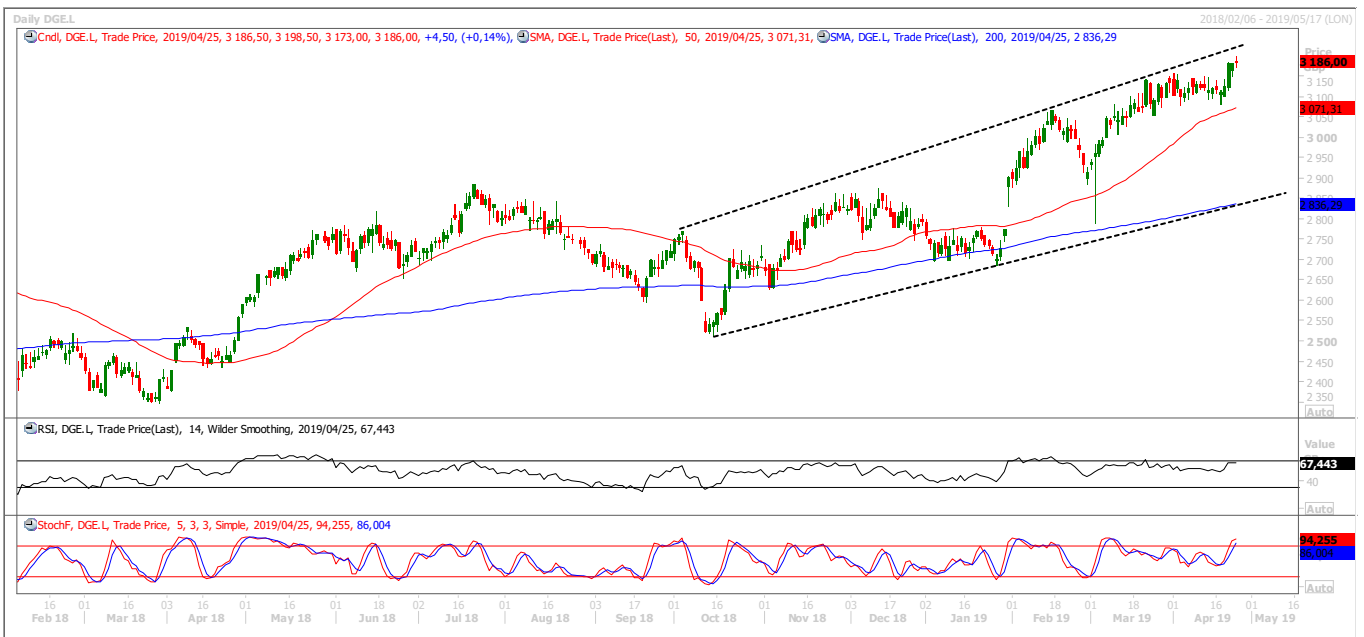 Daily DGE.L
2018/02/06 - 2019/05/17 (LON)
Cndl, DGE.L, Trade Price, 2019/04/25, 3 186,50, 3 198,50, 3 173,00, 3 186,00, +4,50, (+0,14%), SMA, DGE.L, Trade Price(Last), 50, 2019/04/25, 3 071,31, SMA, DGE.L, Trade Price(Last), 200, 2019/04/25, 2 836,29
Price
3 186,00
3 150
3 100
3 071,31
3 050
3 000
2 950
2 900
2 836,29
2 800
2 750
2 700
2 650
2 600
2 550
2 500
2 450
2 400
2 350
Auto
RSI, DGE.L, Trade Price(Last), 14, Wilder Smoothing, 2019/04/25, 67,443
Value
67,443
40
Auto
StochF, DGE.L, Trade Price, 5, 3, 3, Simple, 2019/04/25, 94,255, 86,004
94,255
86,004
Auto
16 01 16 03 16 01 16 01 18 02 16 01 16 03 17 01 16 01 16 03 17 02 16 01 18 01 18 01 16 01 16
Feb 18 Mar 18 Apr 18 May 18 Jun 18 Jul 18 Aug 18 Sep 18 Oct 18 Nov 18 Dec 18 Jan 19 Feb 19 Mar 19 Apr 19 May 19